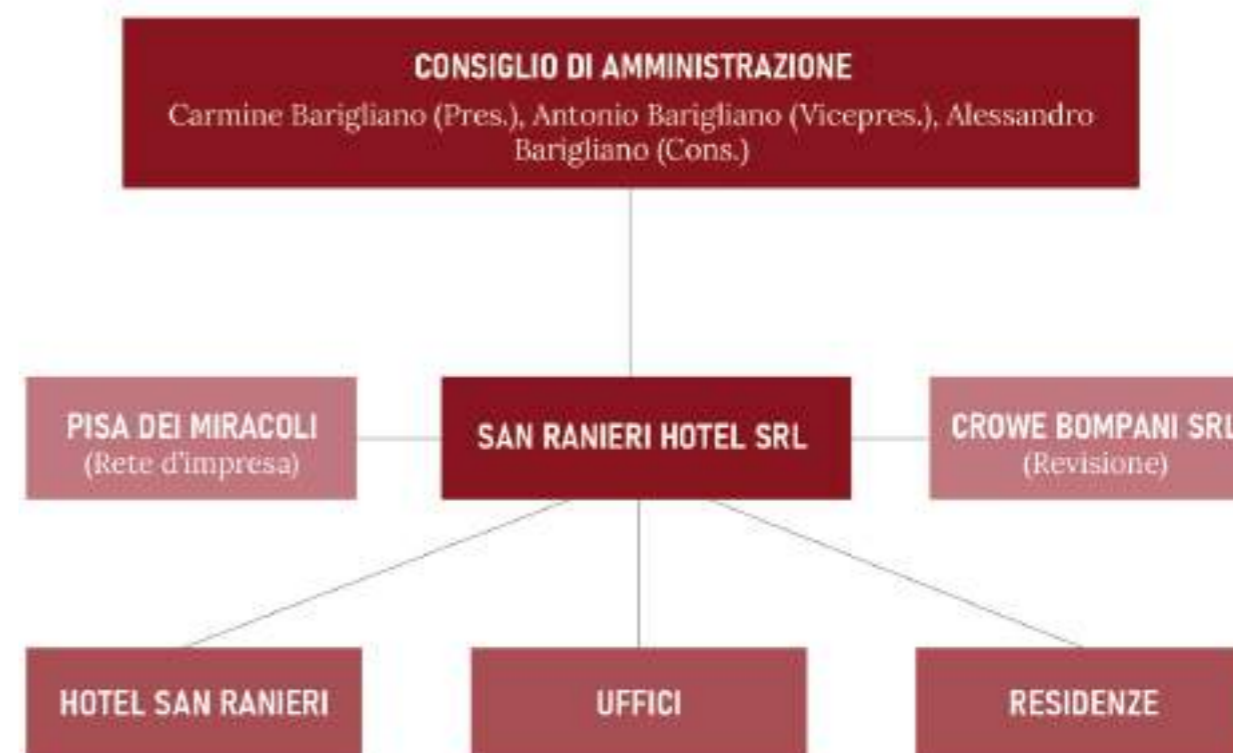 CONSIGLIO DI AMMINISTRAZIONE
Carmine Barigliano (Pres.), Antonio Barigliano (Vicepres.), Alessandro
Barigliano (Cons.)
PISA DEI MIRACOLI
(Rete d'impresa)
SAN RANIERI HOTEL SRL
CROWE BOMPANI SRL
(Revisione)
HOTEL SAN RANIERI
UFFICI
RESIDENZE